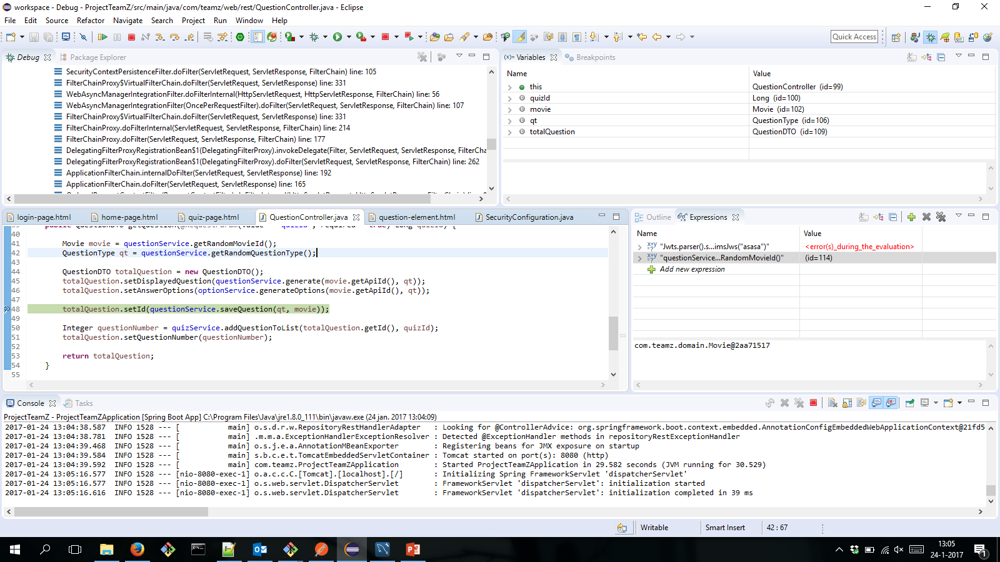 workspace - Debug - ProjectTeamZ/src/main/java/com/teamz/web/rest/QuestionController.java - Eclipse
File Edit Source Refactor Navigate Search Project Run Window Help
Quick Access
Debug Package Explorer
SecurityContextPersistenceFilter.doFilter(ServletRequest, ServletResponse, FilterChain) line: 105
FilterChainProxy$VirtualFilterChain.doFilter(ServletRequest, ServletResponse) line: 331
WebAsyncManagerIntegrationFilter.doFilterInternal(HttpServletRequest, HttpServletResponse, FilterChain) line: 56
WebAsyncManagerIntegrationFilter(OncePerRequestFilter).doFilter(ServletRequest, ServletResponse, FilterChain) line: 107
FilterChainProxy$VirtualFilterChain.doFilter(ServletRequest, ServletResponse) line: 331
FilterChainProxy.doFilterInternal(ServletRequest, ServletResponse, FilterChain) line: 214
FilterChainProxy.doFilter(ServletRequest, ServletResponse, FilterChain) line: 177
DelegatingFilterProxyRegistrationBean$1(DelegatingFilterProxy).invokeDelegate(Filter, ServletRequest, ServletResponse, FilterCha
DelegatingFilterProxyRegistrationBean$1(DelegatingFilterProxy).doFilter(ServletRequest, ServletResponse, FilterChain) line: 262
ApplicationFilterChain.internalDoFilter(ServletRequest, ServletResponse) line: 192
ApplicationFilterChain.doFilter(ServletRequest, ServletResponse) line: 165
(x)= Variables Breakpoints
Name Value
this QuestionController (id=99)
quizId Long (id=100)
movie Movie (id=102)
qt QuestionType (id=106)
totalQuestion QuestionDTO (id=109)
login-page.html home-page.html quiz-page.html QuestionController.java question-element.html SecurityConfiguration.java
40
41 Movie movie = questionService.getRandomMovieId();
42 QuestionType qt = questionService.getRandomQuestionType();
43
44 QuestionDTO totalQuestion = new QuestionDTO();
45 totalQuestion.setDisplayedQuestion(questionService.generate(movie.getApiId(), qt));
46 totalQuestion.setAnswerOptions(optionService.generateOptions(movie.getApiId(), qt));
47
48 totalQuestion.setId(questionService.saveQuestion(qt, movie));
49
50 Integer questionNumber = quizService.addQuestionToList(totalQuestion.getId(), quizId);
51 totalQuestion.setQuestionNumber(questionNumber);
52
53 return totalQuestion;
54 }
55
Outline Expressions
Name Value
"Jwts.parser().s...imsJws("asasa")" <error(s)_during_the_evaluation>
"questionService...RandomMovieId()" (id=114)
Add new expression
com.teamz.domain.Movie@2aa71517
Console Tasks
ProjectTeamZ - ProjectTeamZApplication [Spring Boot App] C:\Program Files\Java\jre1.8.0_111\bin\javaw.exe (24 jan. 2017 13:04:09)
2017-01-24 13:04:38.587 INFO 1528 --- [ main] o.s.d.r.w.RepositoryRestHandlerAdapter : Looking for @ControllerAdvice: org.springframework.boot.context.embedded.AnnotationConfigEmbeddedWebApplicationContext@21fd5
2017-01-24 13:04:38.781 INFO 1528 --- [ main] .m.m.a.ExceptionHandlerExceptionResolver : Detected @ExceptionHandler methods in repositoryRestExceptionHandler
2017-01-24 13:04:39.468 INFO 1528 --- [ main] o.s.j.e.a.AnnotationMBeanExporter : Registering beans for JMX exposure on startup
2017-01-24 13:04:39.584 INFO 1528 --- [ main] s.b.c.e.t.TomcatEmbeddedServletContainer : Tomcat started on port(s): 8080 (http)
2017-01-24 13:04:39.592 INFO 1528 --- [ main] com.teamz.ProjectTeamZApplication : Started ProjectTeamZApplication in 29.582 seconds (JVM running for 30.529)
2017-01-24 13:05:16.577 INFO 1528 --- [nio-8080-exec-1] o.a.c.c.C.[Tomcat].[localhost].[/] : Initializing Spring FrameworkServlet 'dispatcherServlet'
2017-01-24 13:05:16.577 INFO 1528 --- [nio-8080-exec-1] o.s.web.servlet.DispatcherServlet : FrameworkServlet 'dispatcherServlet': initialization started
2017-01-24 13:05:16.616 INFO 1528 --- [nio-8080-exec-1] o.s.web.servlet.DispatcherServlet : FrameworkServlet 'dispatcherServlet': initialization completed in 39 ms
Writable Smart Insert 42 : 67
13:05
24-1-2017
1